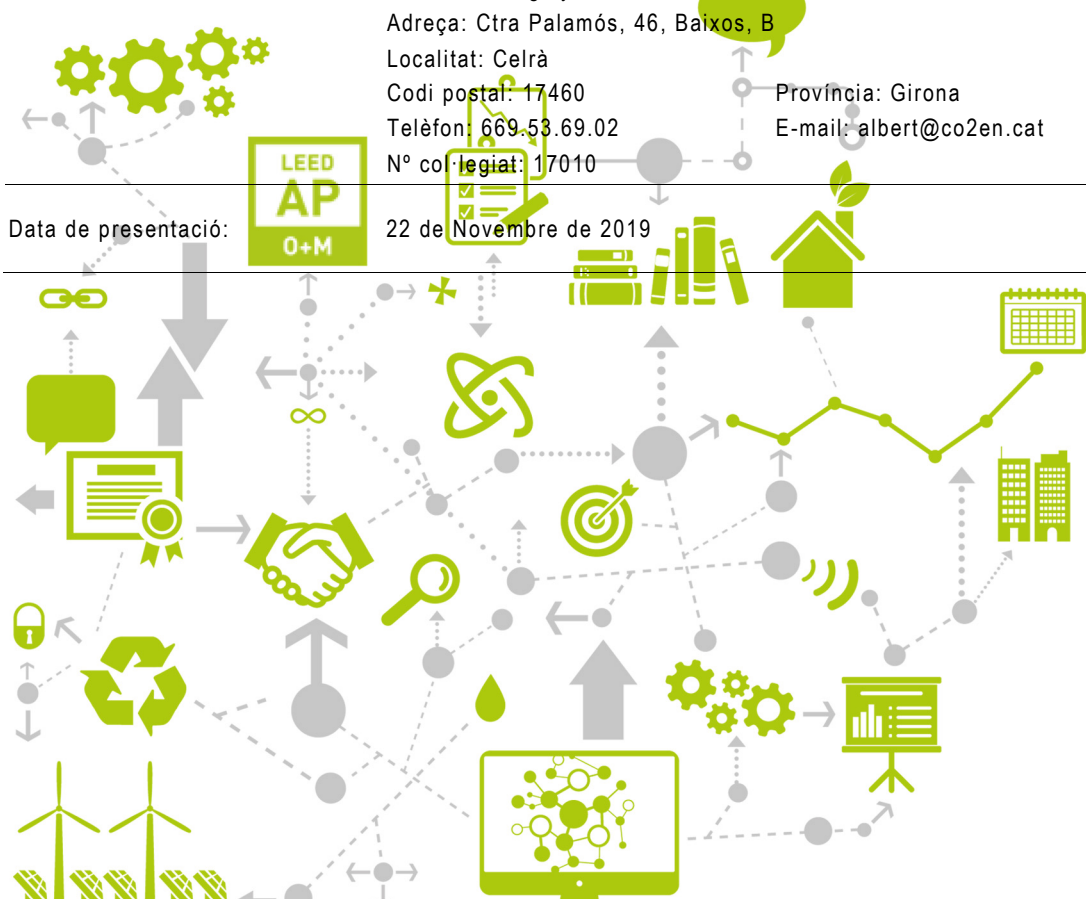 Adreça: Ctra Palamós, 46, Baixos, B
Localitat: Celrà
Codi postal: 17460 Província: Girona
Telèfon: 669.53.69.02 E-mail: albert@co2en.cat
Nº col·legiat: 17010
LEED
AP
O+M
Data de presentació: 22 de Novembre de 2019